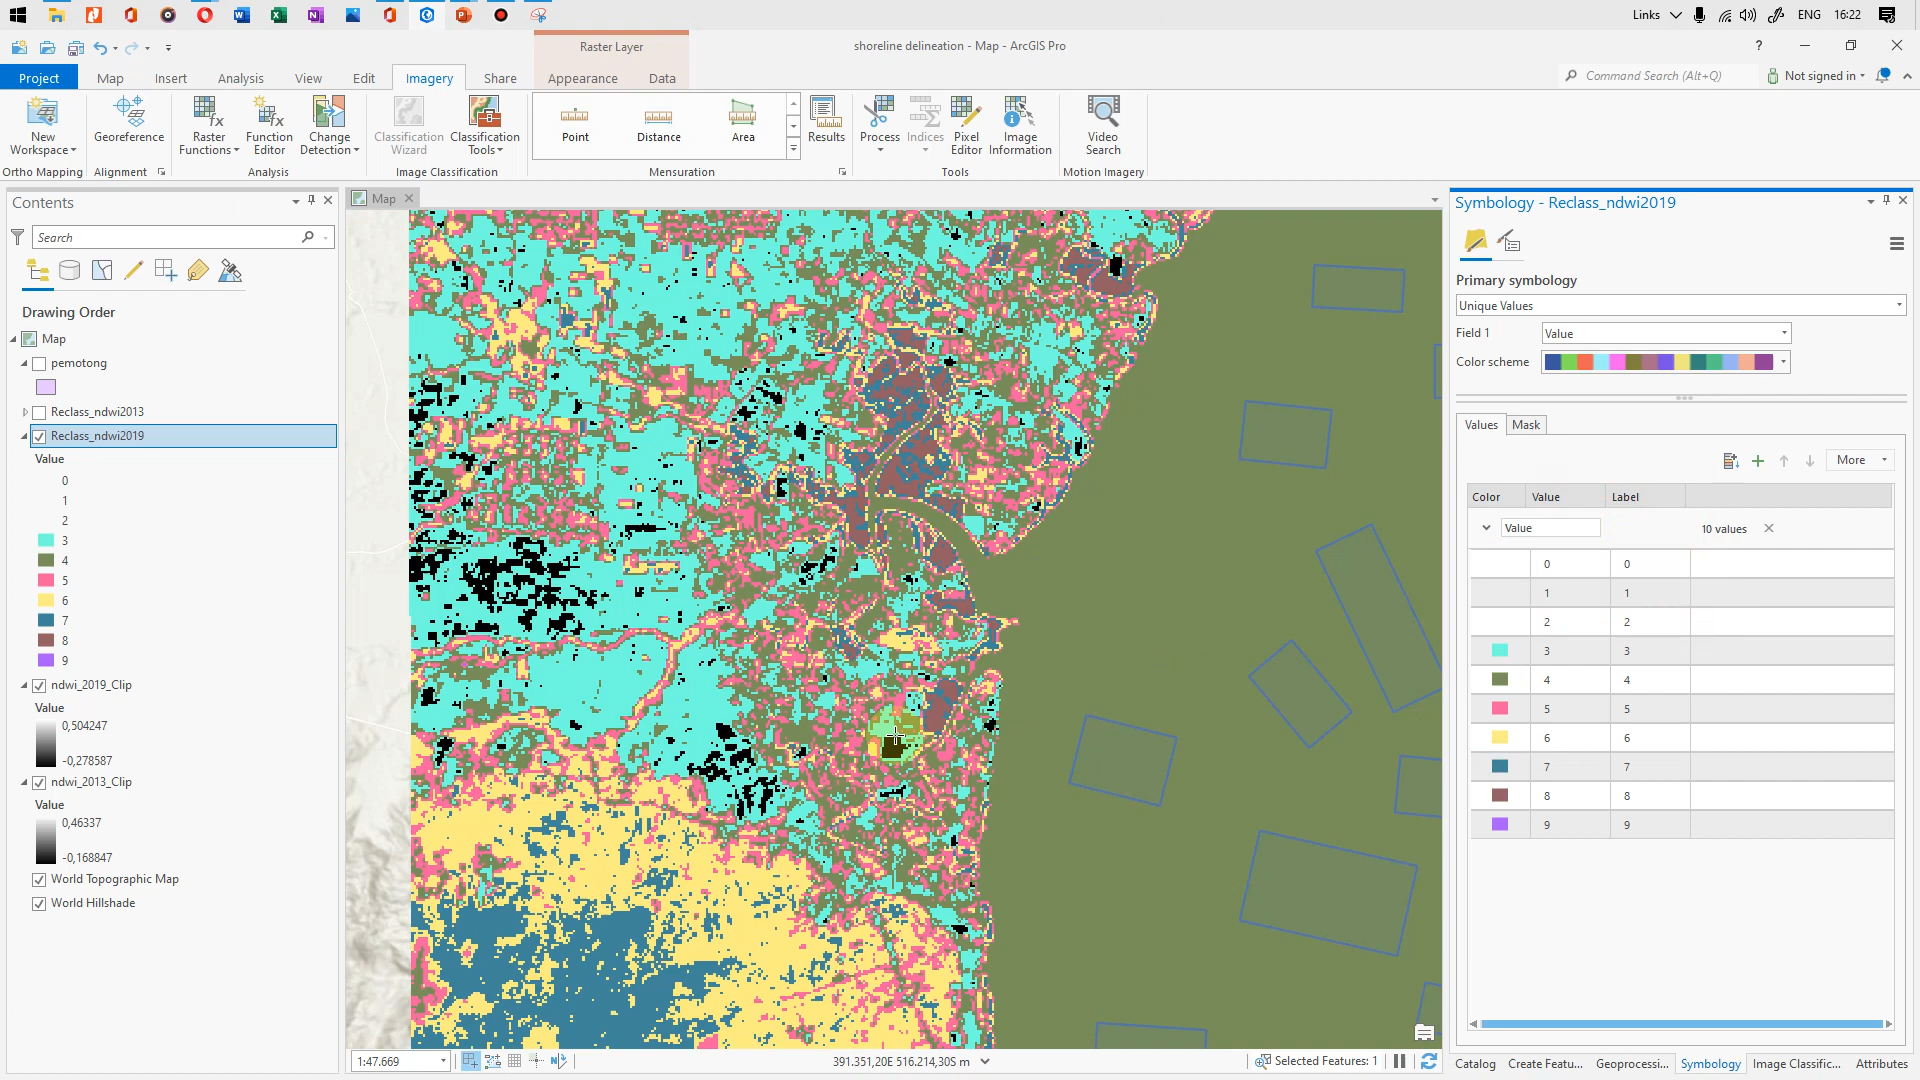 Links ENG 16:22
Raster Layer
shoreline delineation - Map - ArcGIS Pro
Project Map Insert Analysis View Edit Imagery Share Appearance Data
Command Search (Alt+Q) Not signed in
New Workspace
Georeference
Raster Functions
Function Editor
Change Detection
Classification Wizard
Classification Tools
Point
Distance
Area
Results
Process
Indices
Pixel Editor
Image Information
Video Search
Ortho Mapping Alignment Analysis Image Classification Mensuration Tools Motion Imagery
Contents
Search
Drawing Order
Map
pemotong
Reclass_ndwi2013
Reclass_ndwi2019
Value
0
1
2
3
4
5
6
7
8
9
ndwi_2019_Clip
Value
0,504247
-0,278587
ndwi_2013_Clip
Value
0,46337
-0,168847
World Topographic Map
World Hillshade
Map
1:47.669
391.351,20E 516.214,30S m
Selected Features: 1
Symbology - Reclass_ndwi2019
Primary symbology
Unique Values
Field 1 Value
Color scheme
Values Mask
More
Color Value Label
Value 10 values
0 0
1 1
2 2
3 3
4 4
5 5
6 6
7 7
8 8
9 9
Catalog Create Featu... Geoprocessi... Symbology Image Classific... Attributes